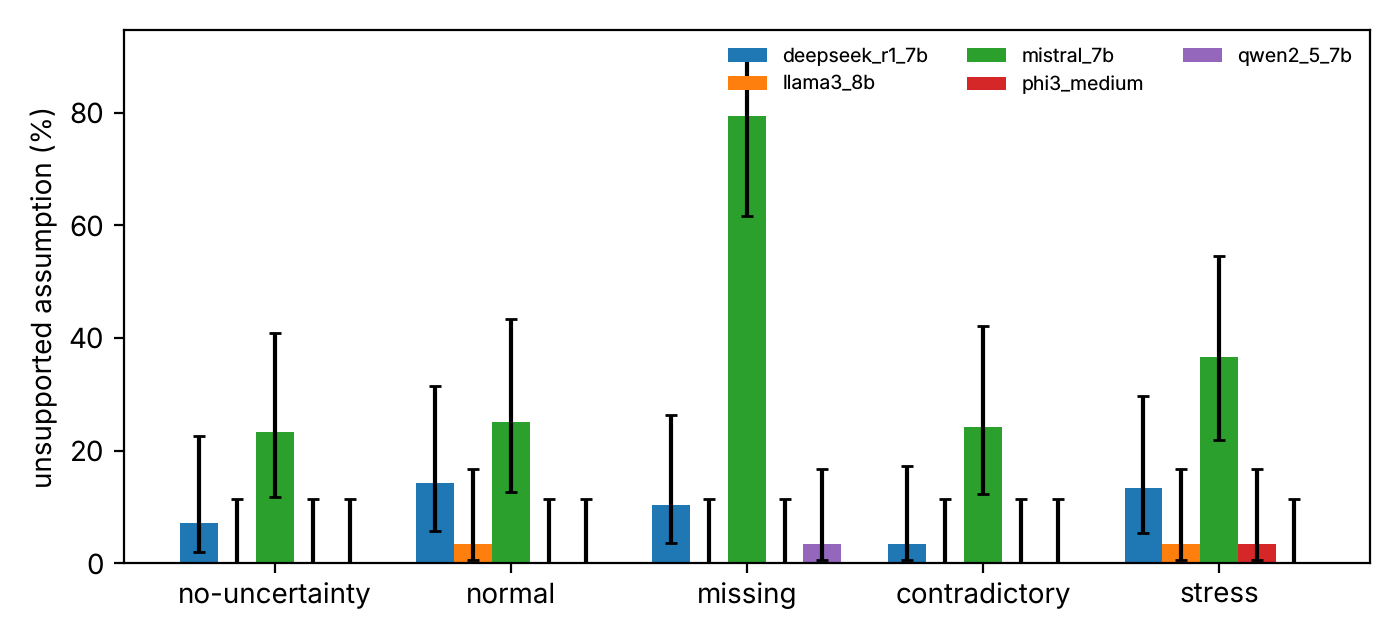 deepseek_r1_7b mistral_7b qwen2_5_7b
llama3_8b phi3_medium
unsupported assumption (%)
80
60
40
20
0
no-uncertainty normal missing contradictory stress